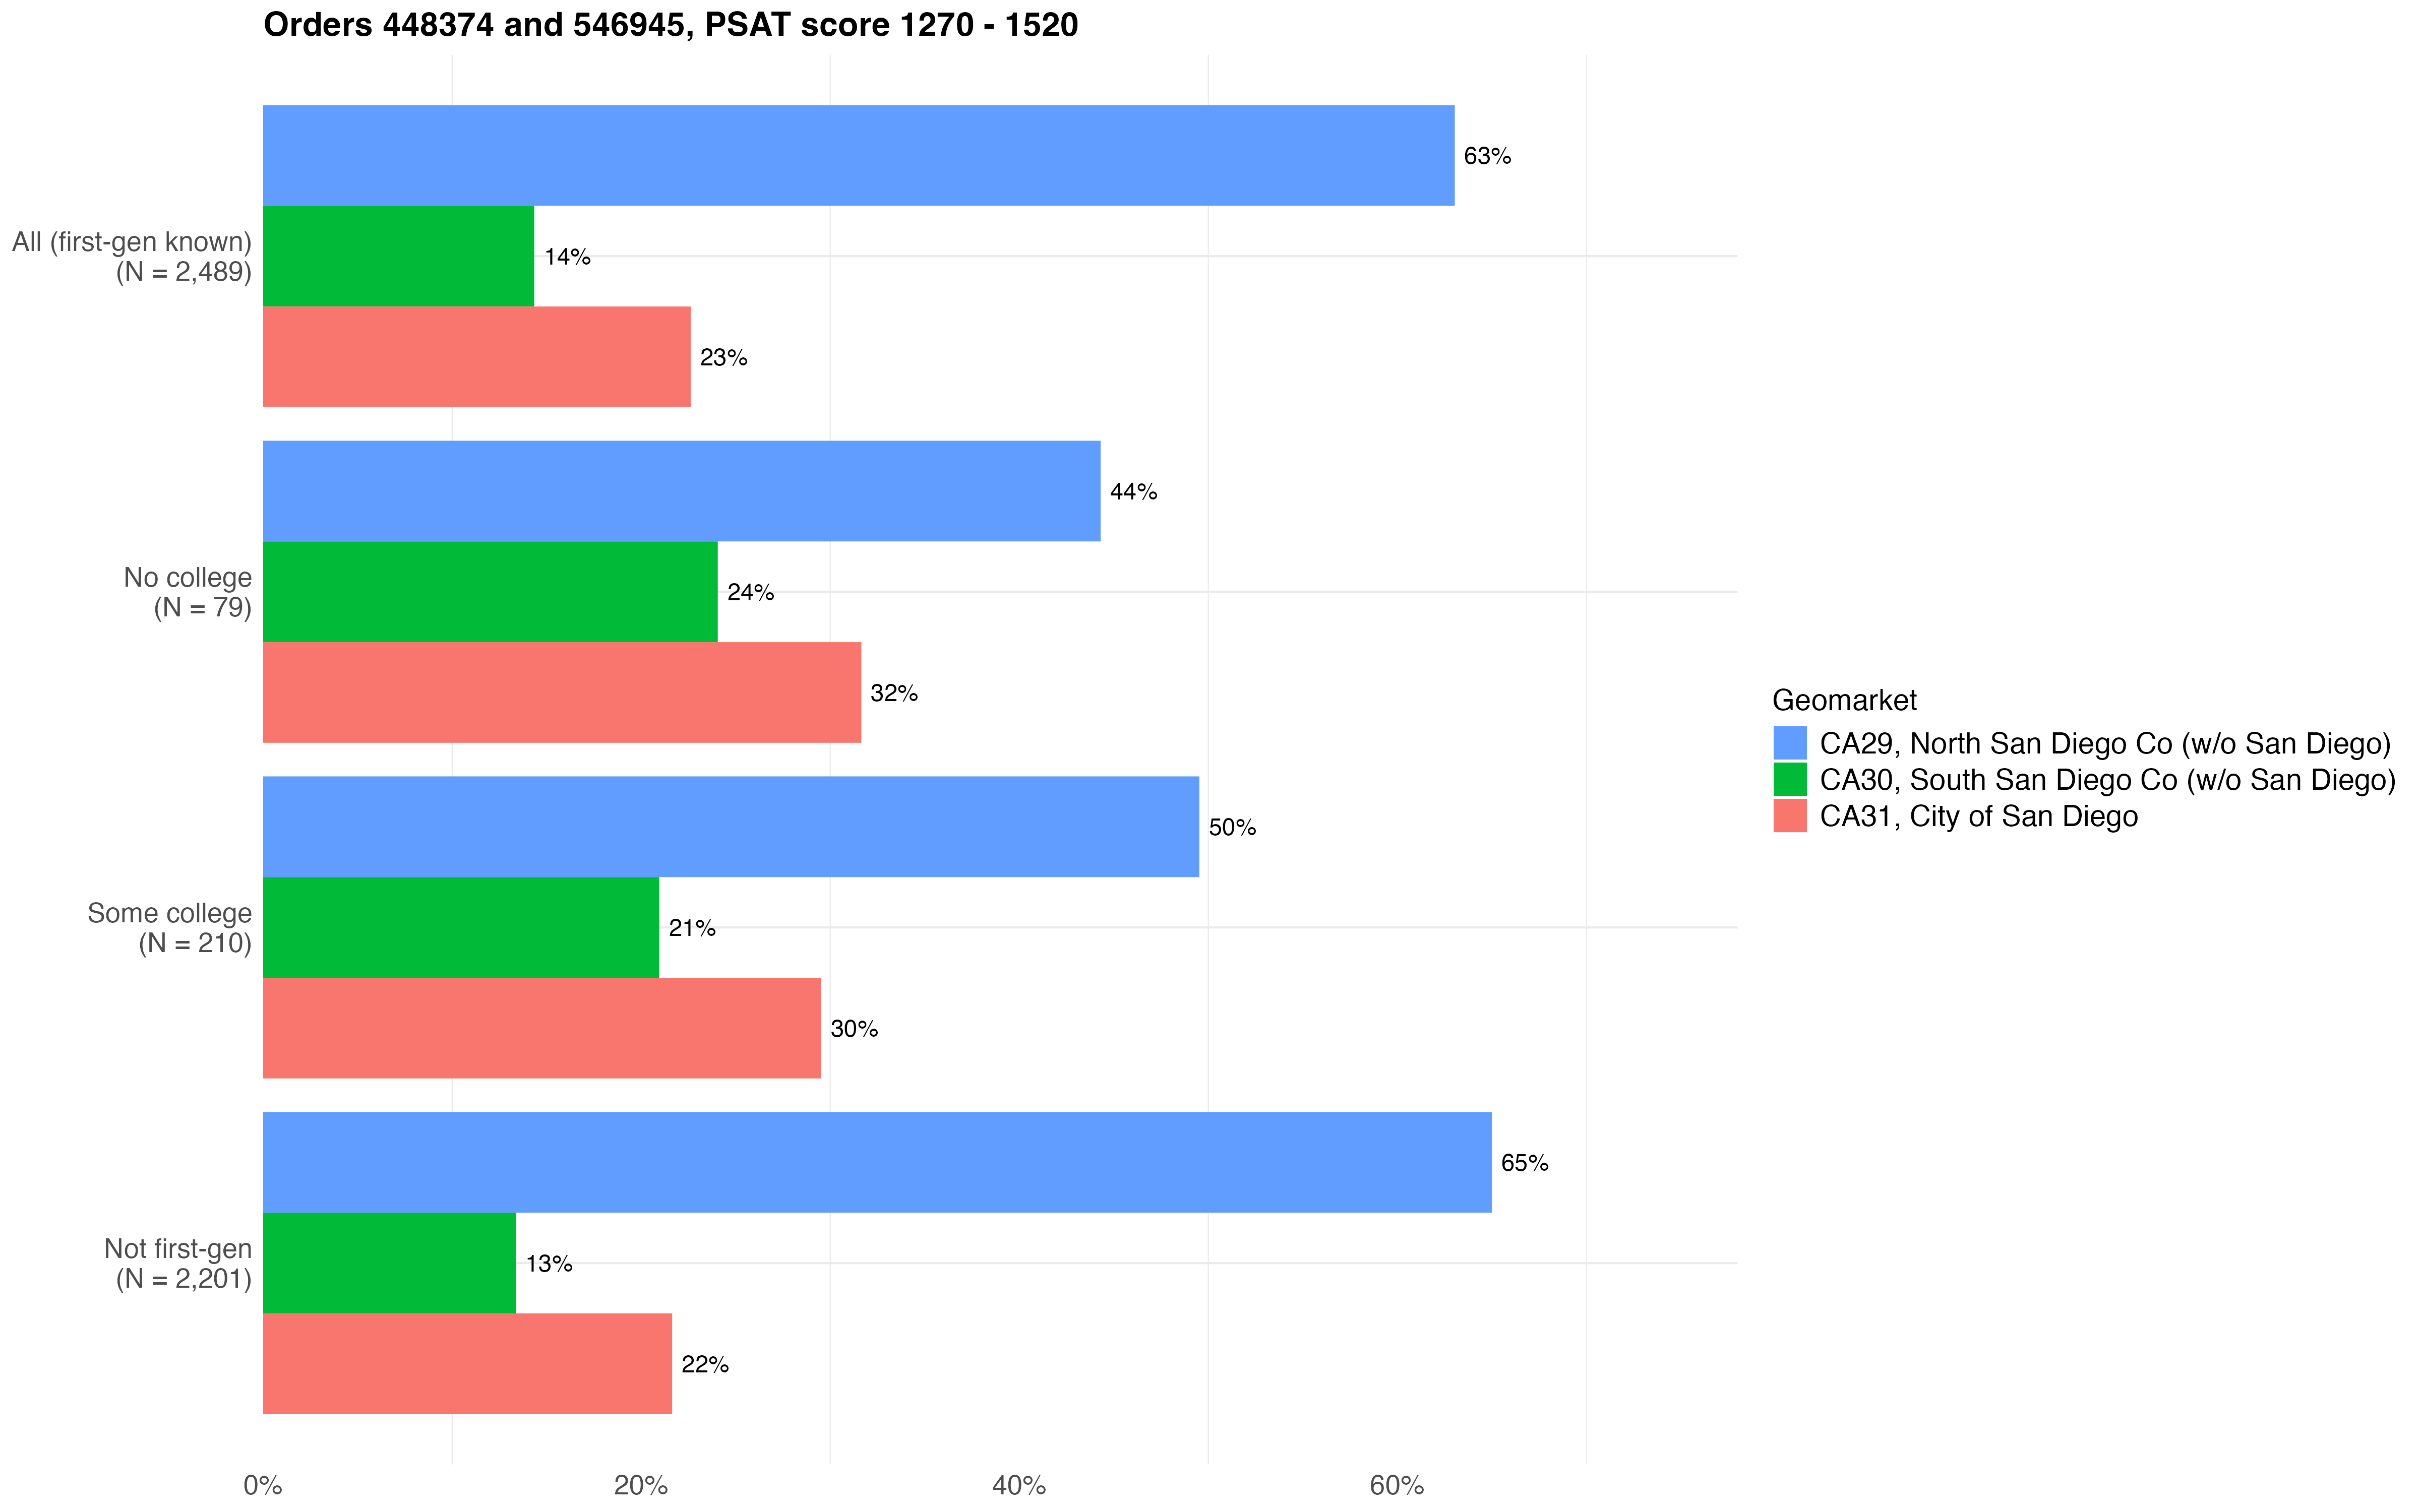 Orders 448374 and 546945, PSAT score 1270 - 1520
63%
All (first-gen known)
(N = 2,489)
14%
23%
44%
No college
(N = 79)
24%
32%
50%
Some college
(N = 210)
21%
30%
65%
Not first-gen
(N = 2,201)
13%
22%
0%
20%
40%
60%
Geomarket
CA29, North San Diego Co (w/o San Diego)
CA30, South San Diego Co (w/o San Diego)
CA31, City of San Diego